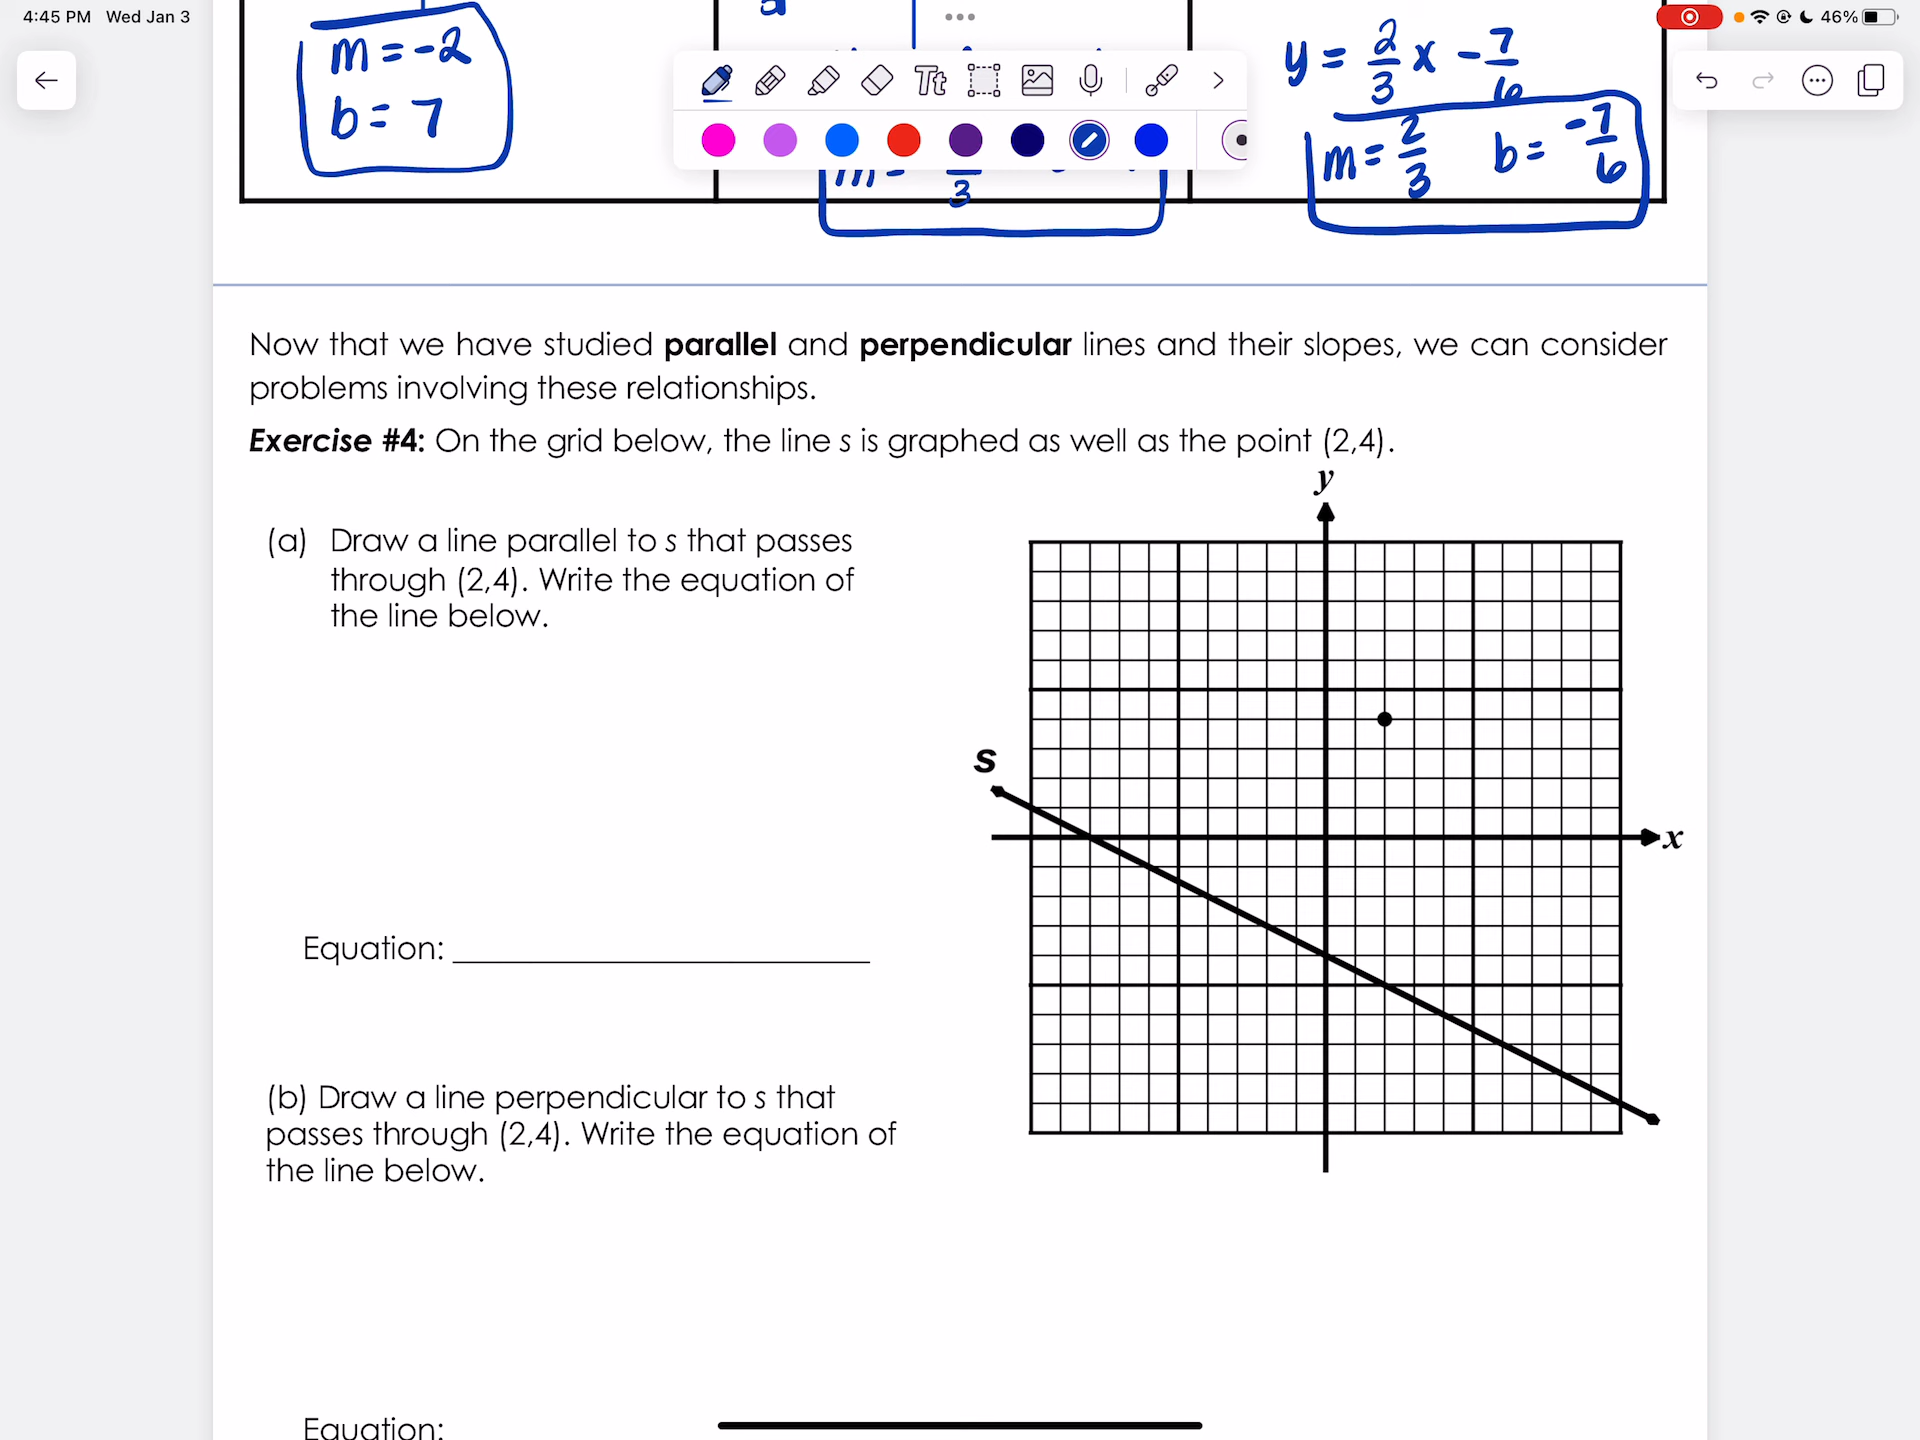 4:45 PM Wed Jan 3
46%
m = -2
b = 7
Tt
3
y = 2/3 x - 7/6
m = 2/3 b = -7/6
Now that we have studied parallel and perpendicular lines and their slopes, we can consider
problems involving these relationships.
Exercise #4: On the grid below, the line s is graphed as well as the point (2,4).
y
(a) Draw a line parallel to s that passes
through (2,4). Write the equation of
the line below.
s
x
Equation: ____________________
(b) Draw a line perpendicular to s that
passes through (2,4). Write the equation of
the line below.
Equation: